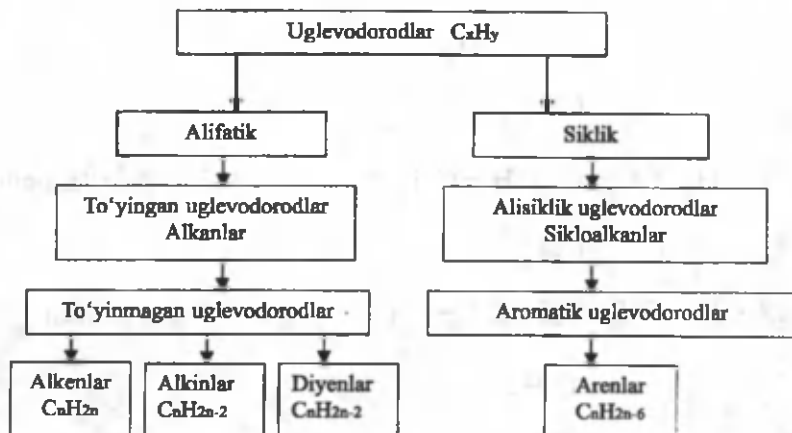 Uglevodorodlar CxHy
Alifatik
Siklik
To‘yingan uglevodorodlar
Alkanlar
Alisiklik uglevodorodlar
Sikloalkanlar
To‘yinmagan uglevodorodlar
Aromatik uglevodorodlar
Alkenlar
CnH2n
Alkinlar
CnH2n-2
Diyenlar
CnH2n-2
Arenlar
CnH2n-6